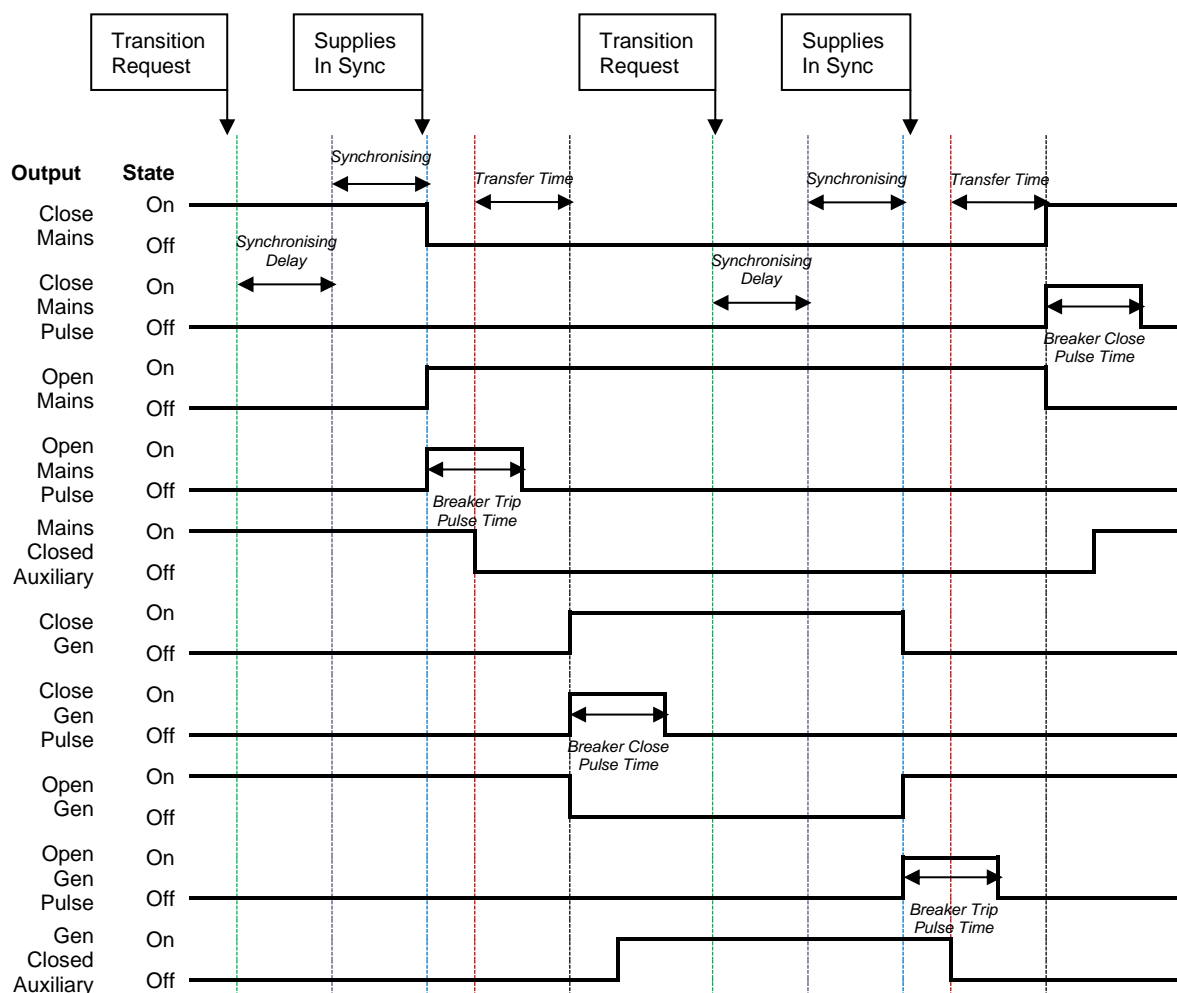 Transition
Request
Supplies
In Sync
Transition
Request
Supplies
In Sync
Output
State
Synchronising
Transfer Time
Synchronising
Transfer Time
Close
Mains
On
Off
Synchronising
Delay
Synchronising
Delay
Close
Mains
Pulse
On
Off
Breaker Close
Pulse Time
Open
Mains
On
Off
Open
Mains
Pulse
On
Off
Breaker Trip
Pulse Time
Mains
Closed
Auxiliary
On
Off
Close
Gen
On
Off
Close
Gen
Pulse
On
Off
Breaker Close
Pulse Time
Open
Gen
On
Off
Open
Gen
Pulse
On
Off
Breaker Trip
Pulse Time
Gen
Closed
Auxiliary
On
Off